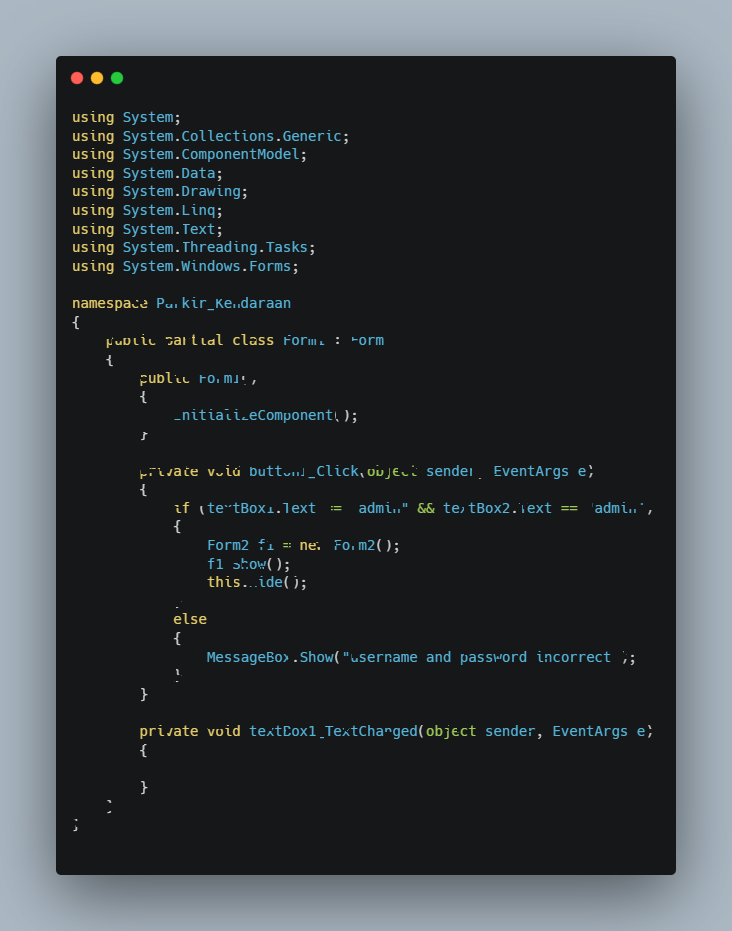 using System;
using System.Collections.Generic;
using System.ComponentModel;
using System.Data;
using System.Drawing;
using System.Linq;
using System.Text;
using System.Threading.Tasks;
using System.Windows.Forms;
namespace Parkir_Kendaraan
{
public partial class Form1 : Form
{
public Form1()
{
InitializeComponent();
}
private void button1_Click(object sender, EventArgs e)
{
if (textBox1.Text == "admin" && textBox2.Text == "admin")
{
Form2 f1 = new Form2();
f1.Show();
this.Hide();
}
else
{
MessageBox.Show("username and password incorrect");
}
}
private void textBox1_TextChanged(object sender, EventArgs e)
{
}
}
}